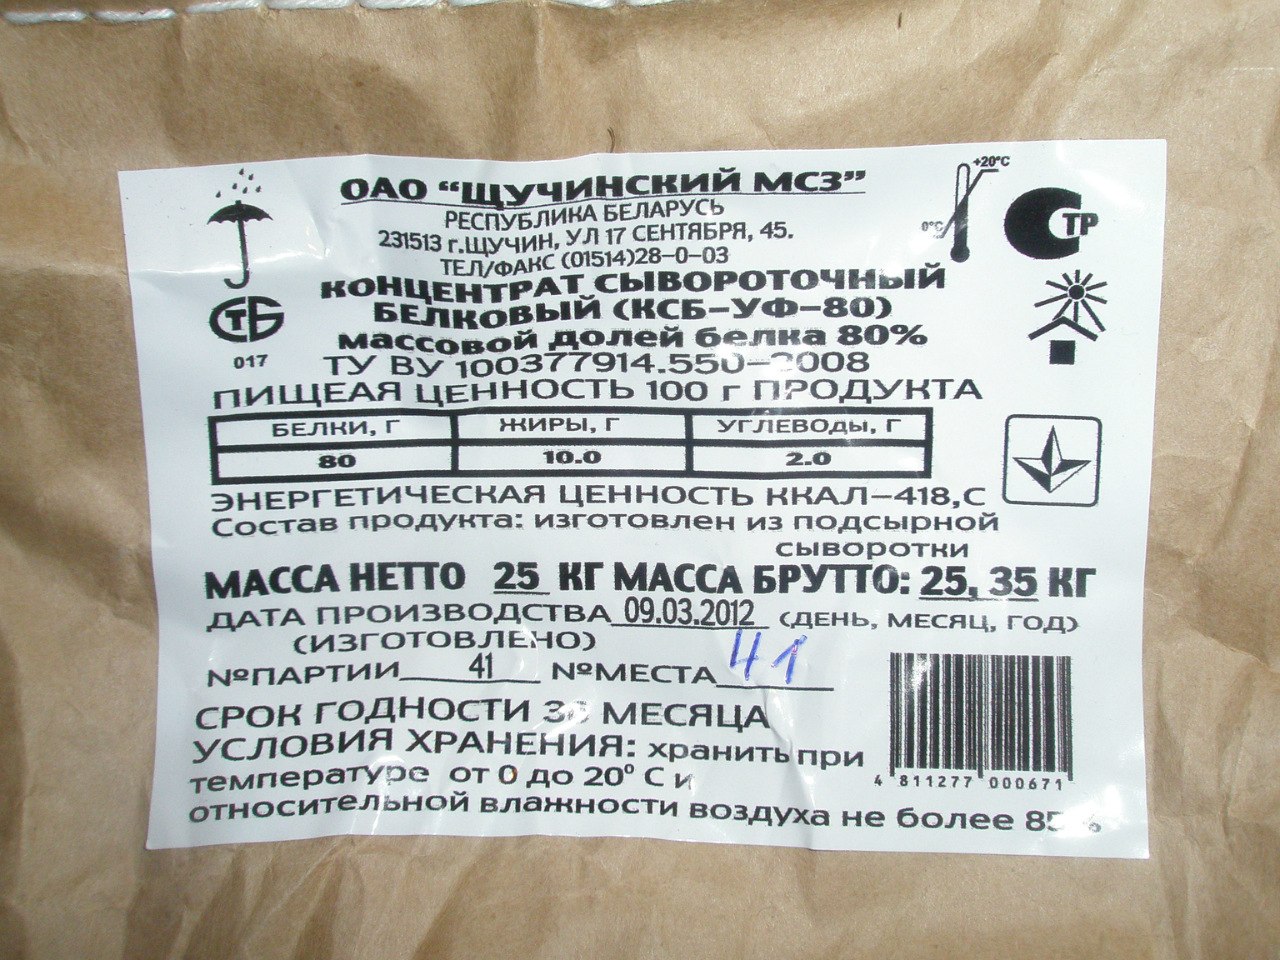 ОАО “ЩУЧИНСКИЙ МСЗ”
РЕСПУБЛИКА БЕЛАРУСЬ
231513 г.ЩУЧИН, УЛ 17 СЕНТЯБРЯ, 45.
ТЕЛ/ФАКС (01514)28-0-03
+20°C
0°C
ТР
СТБ
017
КОНЦЕНТРАТ СЫВОРОТОЧНЫЙ
БЕЛКОВЫЙ (КСБ-УФ-80)
массовой долей белка 80%
ТУ BY 100377914.550-2008
ПИЩЕАЯ ЦЕННОСТЬ 100 г ПРОДУКТА
БЕЛКИ, Г ЖИРЫ, Г УГЛЕВОДЫ, Г
80 10.0 2.0
ЭНЕРГЕТИЧЕСКАЯ ЦЕННОСТЬ ККАЛ-418,С
Состав продукта: изготовлен из подсырной
сыворотки
МАССА НЕТТО 25 КГ МАССА БРУТТО: 25, 35 КГ
ДАТА ПРОИЗВОДСТВА 09.03.2012 (ДЕНЬ, МЕСЯЦ, ГОД)
(ИЗГОТОВЛЕНО)
№ПАРТИИ 41 №МЕСТА 41
СРОК ГОДНОСТИ МЕСЯЦА
УСЛОВИЯ ХРАНЕНИЯ: хранить при
температуре от 0 до 20° С и
относительной влажности воздуха не более 85%
4 811277 000671